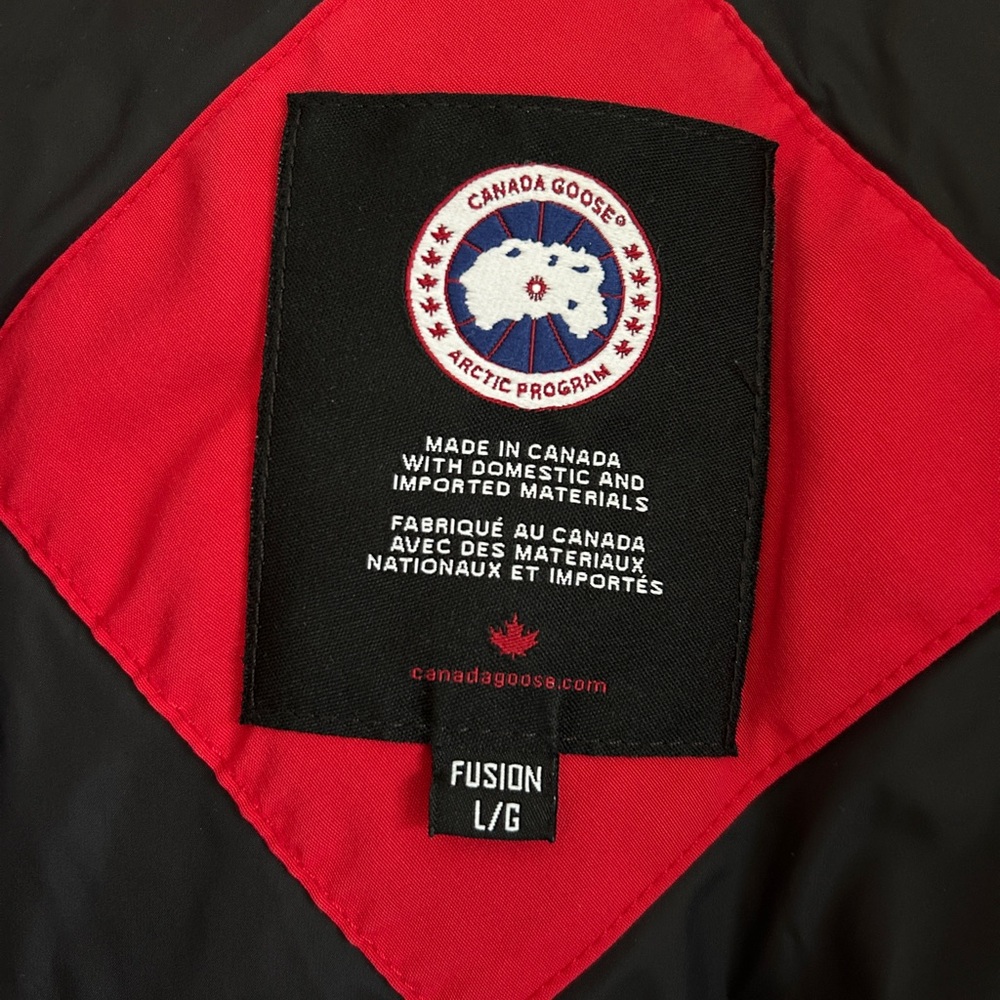 CANADA GOOSE®
ARCTIC PROGRAM
MADE IN CANADA
WITH DOMESTIC AND
IMPORTED MATERIALS
FABRIQUÉ AU CANADA
AVEC DES MATERIAUX
NATIONAUX ET IMPORTÉS
canadagoose.com
FUSION
L/G